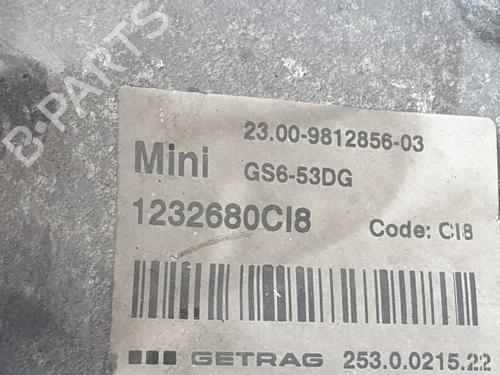 B-PARTS
23.00-9812856-03
Mini
GS6-53DG
1232680CI8
Code: CI8
GETRAG 253.0.0215.22